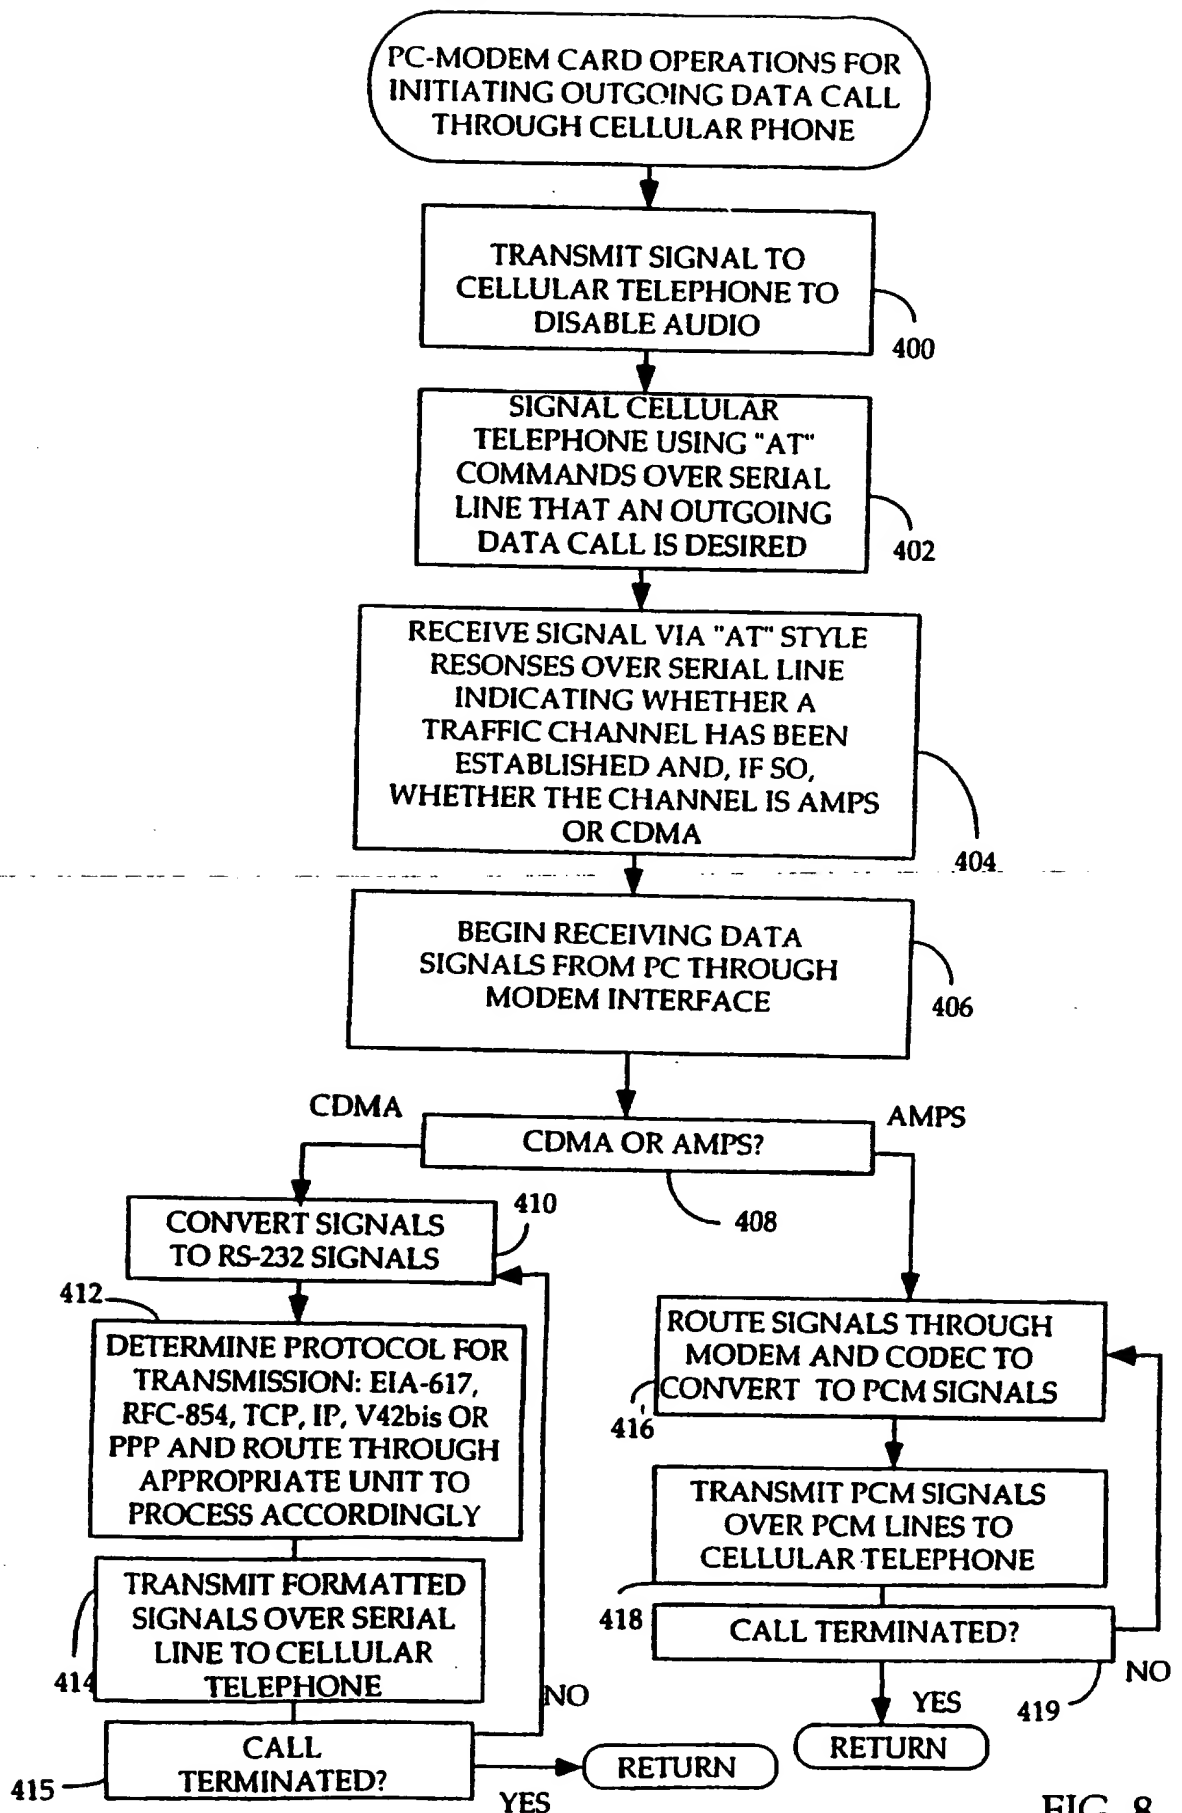 PC-MODEM CARD OPERATIONS FOR
INITIATING OUTGOING DATA CALL
THROUGH CELLULAR PHONE
TRANSMIT SIGNAL TO
CELLULAR TELEPHONE TO
DISABLE AUDIO
400
SIGNAL CELLULAR
TELEPHONE USING "AT"
COMMANDS OVER SERIAL
LINE THAT AN OUTGOING
DATA CALL IS DESIRED
402
RECEIVE SIGNAL VIA "AT" STYLE
RESONSES OVER SERIAL LINE
INDICATING WHETHER A
TRAFFIC CHANNEL HAS BEEN
ESTABLISHED AND, IF SO,
WHETHER THE CHANNEL IS AMPS
OR CDMA
404
BEGIN RECEIVING DATA
SIGNALS FROM PC THROUGH
MODEM INTERFACE
406
CDMA
CDMA OR AMPS?
AMPS
408
CONVERT SIGNALS
TO RS-232 SIGNALS
410
412
DETERMINE PROTOCOL FOR
TRANSMISSION: EIA-617,
RFC-854, TCP, IP, V42bis OR
PPP AND ROUTE THROUGH
APPROPRIATE UNIT TO
PROCESS ACCORDINGLY
TRANSMIT FORMATTED
SIGNALS OVER SERIAL
LINE TO CELLULAR
TELEPHONE
414
NO
CALL
TERMINATED?
415
YES
RETURN
ROUTE SIGNALS THROUGH
MODEM AND CODEC TO
CONVERT TO PCM SIGNALS
416
TRANSMIT PCM SIGNALS
OVER PCM LINES TO
CELLULAR TELEPHONE
418
CALL TERMINATED?
NO
419
YES
RETURN
FIG. 8